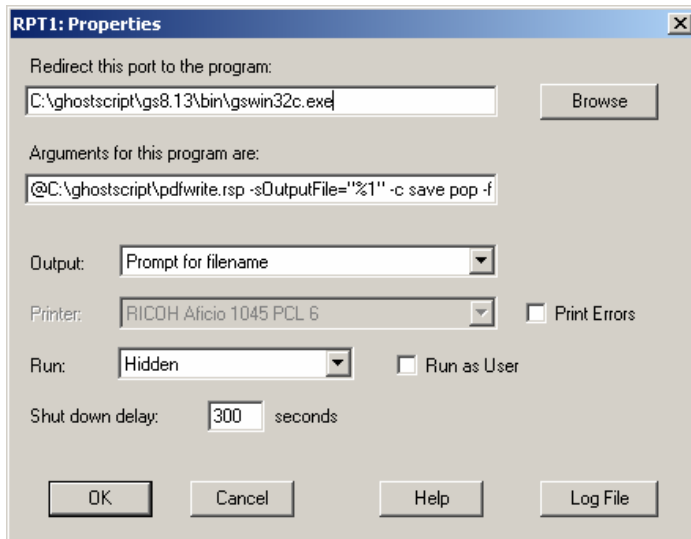 RPT1: Properties
Redirect this port to the program:
C:\ghostscript\gs8.13\bin\gswin32c.exe
Browse
Arguments for this program are:
@C:\ghostscript\pdfwrite.rsp -sOutputFile="%1" -c save pop -f
Output: Prompt for filename
Printer: RICOH Aficio 1045 PCL 6 Print Errors
Run: Hidden Run as User
Shut down delay: 300 seconds
OK Cancel Help Log File